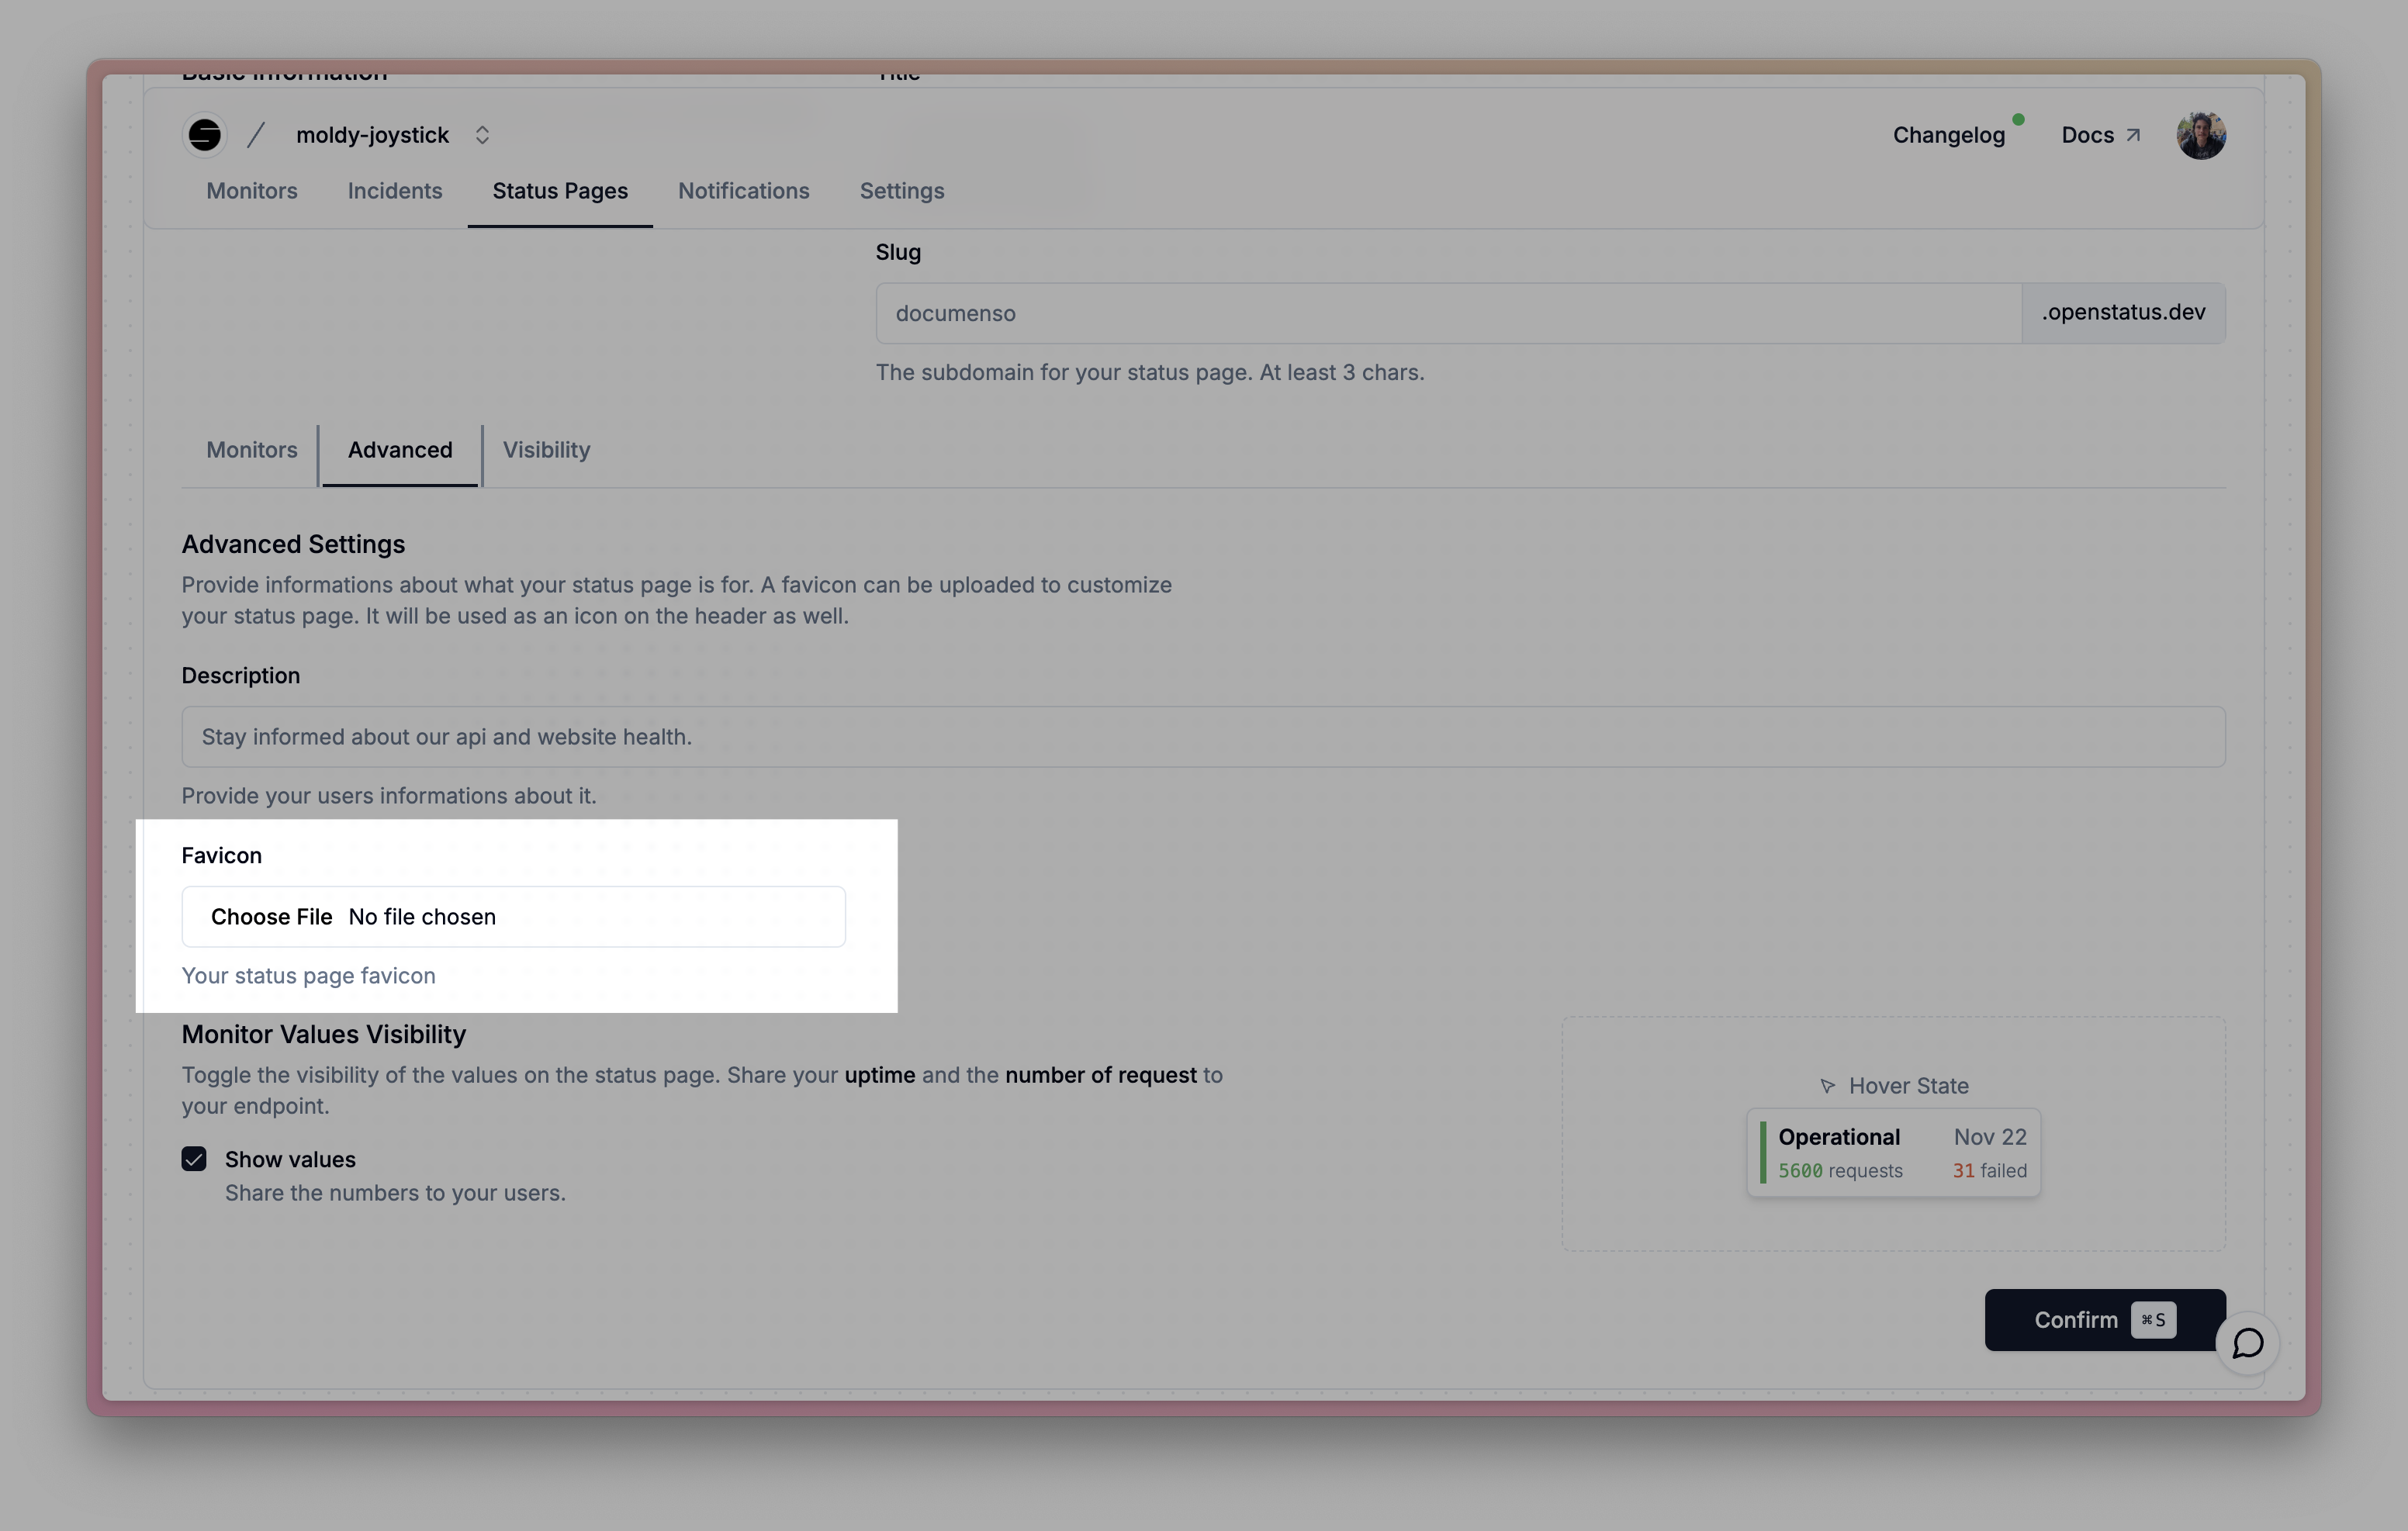 Basic Information
Title
moldy-joystick
Changelog
Docs
Monitors
Incidents
Status Pages
Notifications
Settings
Slug
documenso
.openstatus.dev
The subdomain for your status page. At least 3 chars.
Monitors
Advanced
Visibility
Advanced Settings
Provide informations about what your status page is for. A favicon can be uploaded to customize
your status page. It will be used as an icon on the header as well.
Description
Stay informed about our api and website health.
Provide your users informations about it.
Favicon
Choose File No file chosen
Your status page favicon
Monitor Values Visibility
Toggle the visibility of the values on the status page. Share your uptime and the number of request to
your endpoint.
Show values
Share the numbers to your users.
Hover State
Operational Nov 22
5600 requests 31 failed
Confirm ⌘S